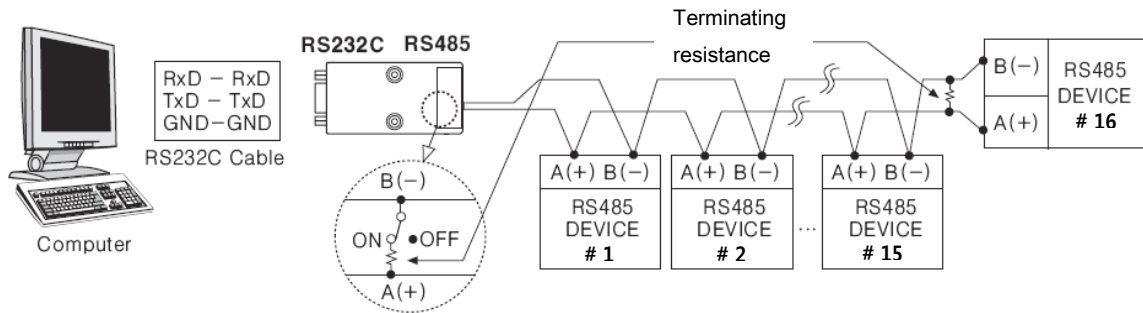 Terminating
resistance
RS232C RS485
RxD – RxD
TxD – TxD
GND–GND
RS232C Cable
Computer
B(–)
ON OFF
A(+)
A(+) B(–)
RS485
DEVICE
# 1
A(+) B(–)
RS485
DEVICE
# 2
...
A(+) B(–)
RS485
DEVICE
# 15
B(–)
A(+)
RS485
DEVICE
# 16